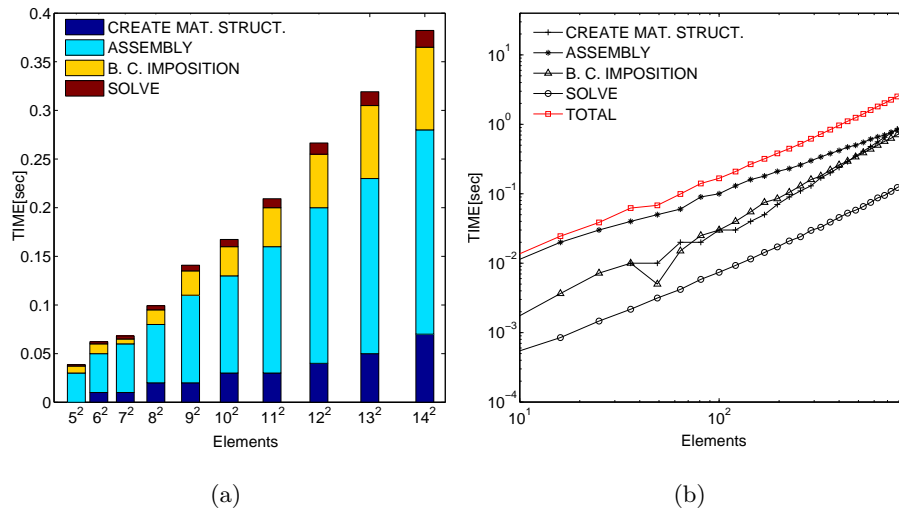 0.4
0.35
0.3
0.25
0.2
0.15
0.1
0.05
0
TIME[sec]
CREATE MAT. STRUCT.
ASSEMBLY
B. C. IMPOSITION
SOLVE
5² 6² 7² 8² 9² 10² 11² 12² 13² 14²
Elements
(a)
10¹
10⁰
10⁻¹
10⁻²
10⁻³
10⁻⁴
TIME[sec]
CREATE MAT. STRUCT.
ASSEMBLY
B. C. IMPOSITION
SOLVE
TOTAL
10¹ 10²
Elements
(b)